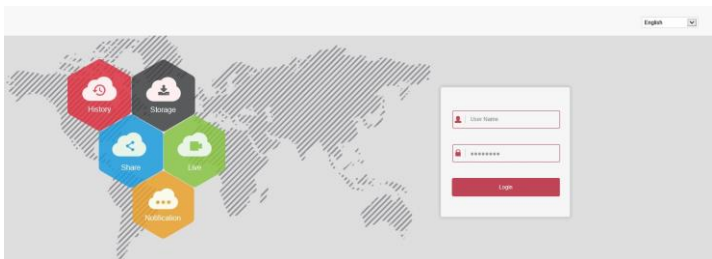 English
History
Storage
Share
Live
Notification
User Name
********
Login